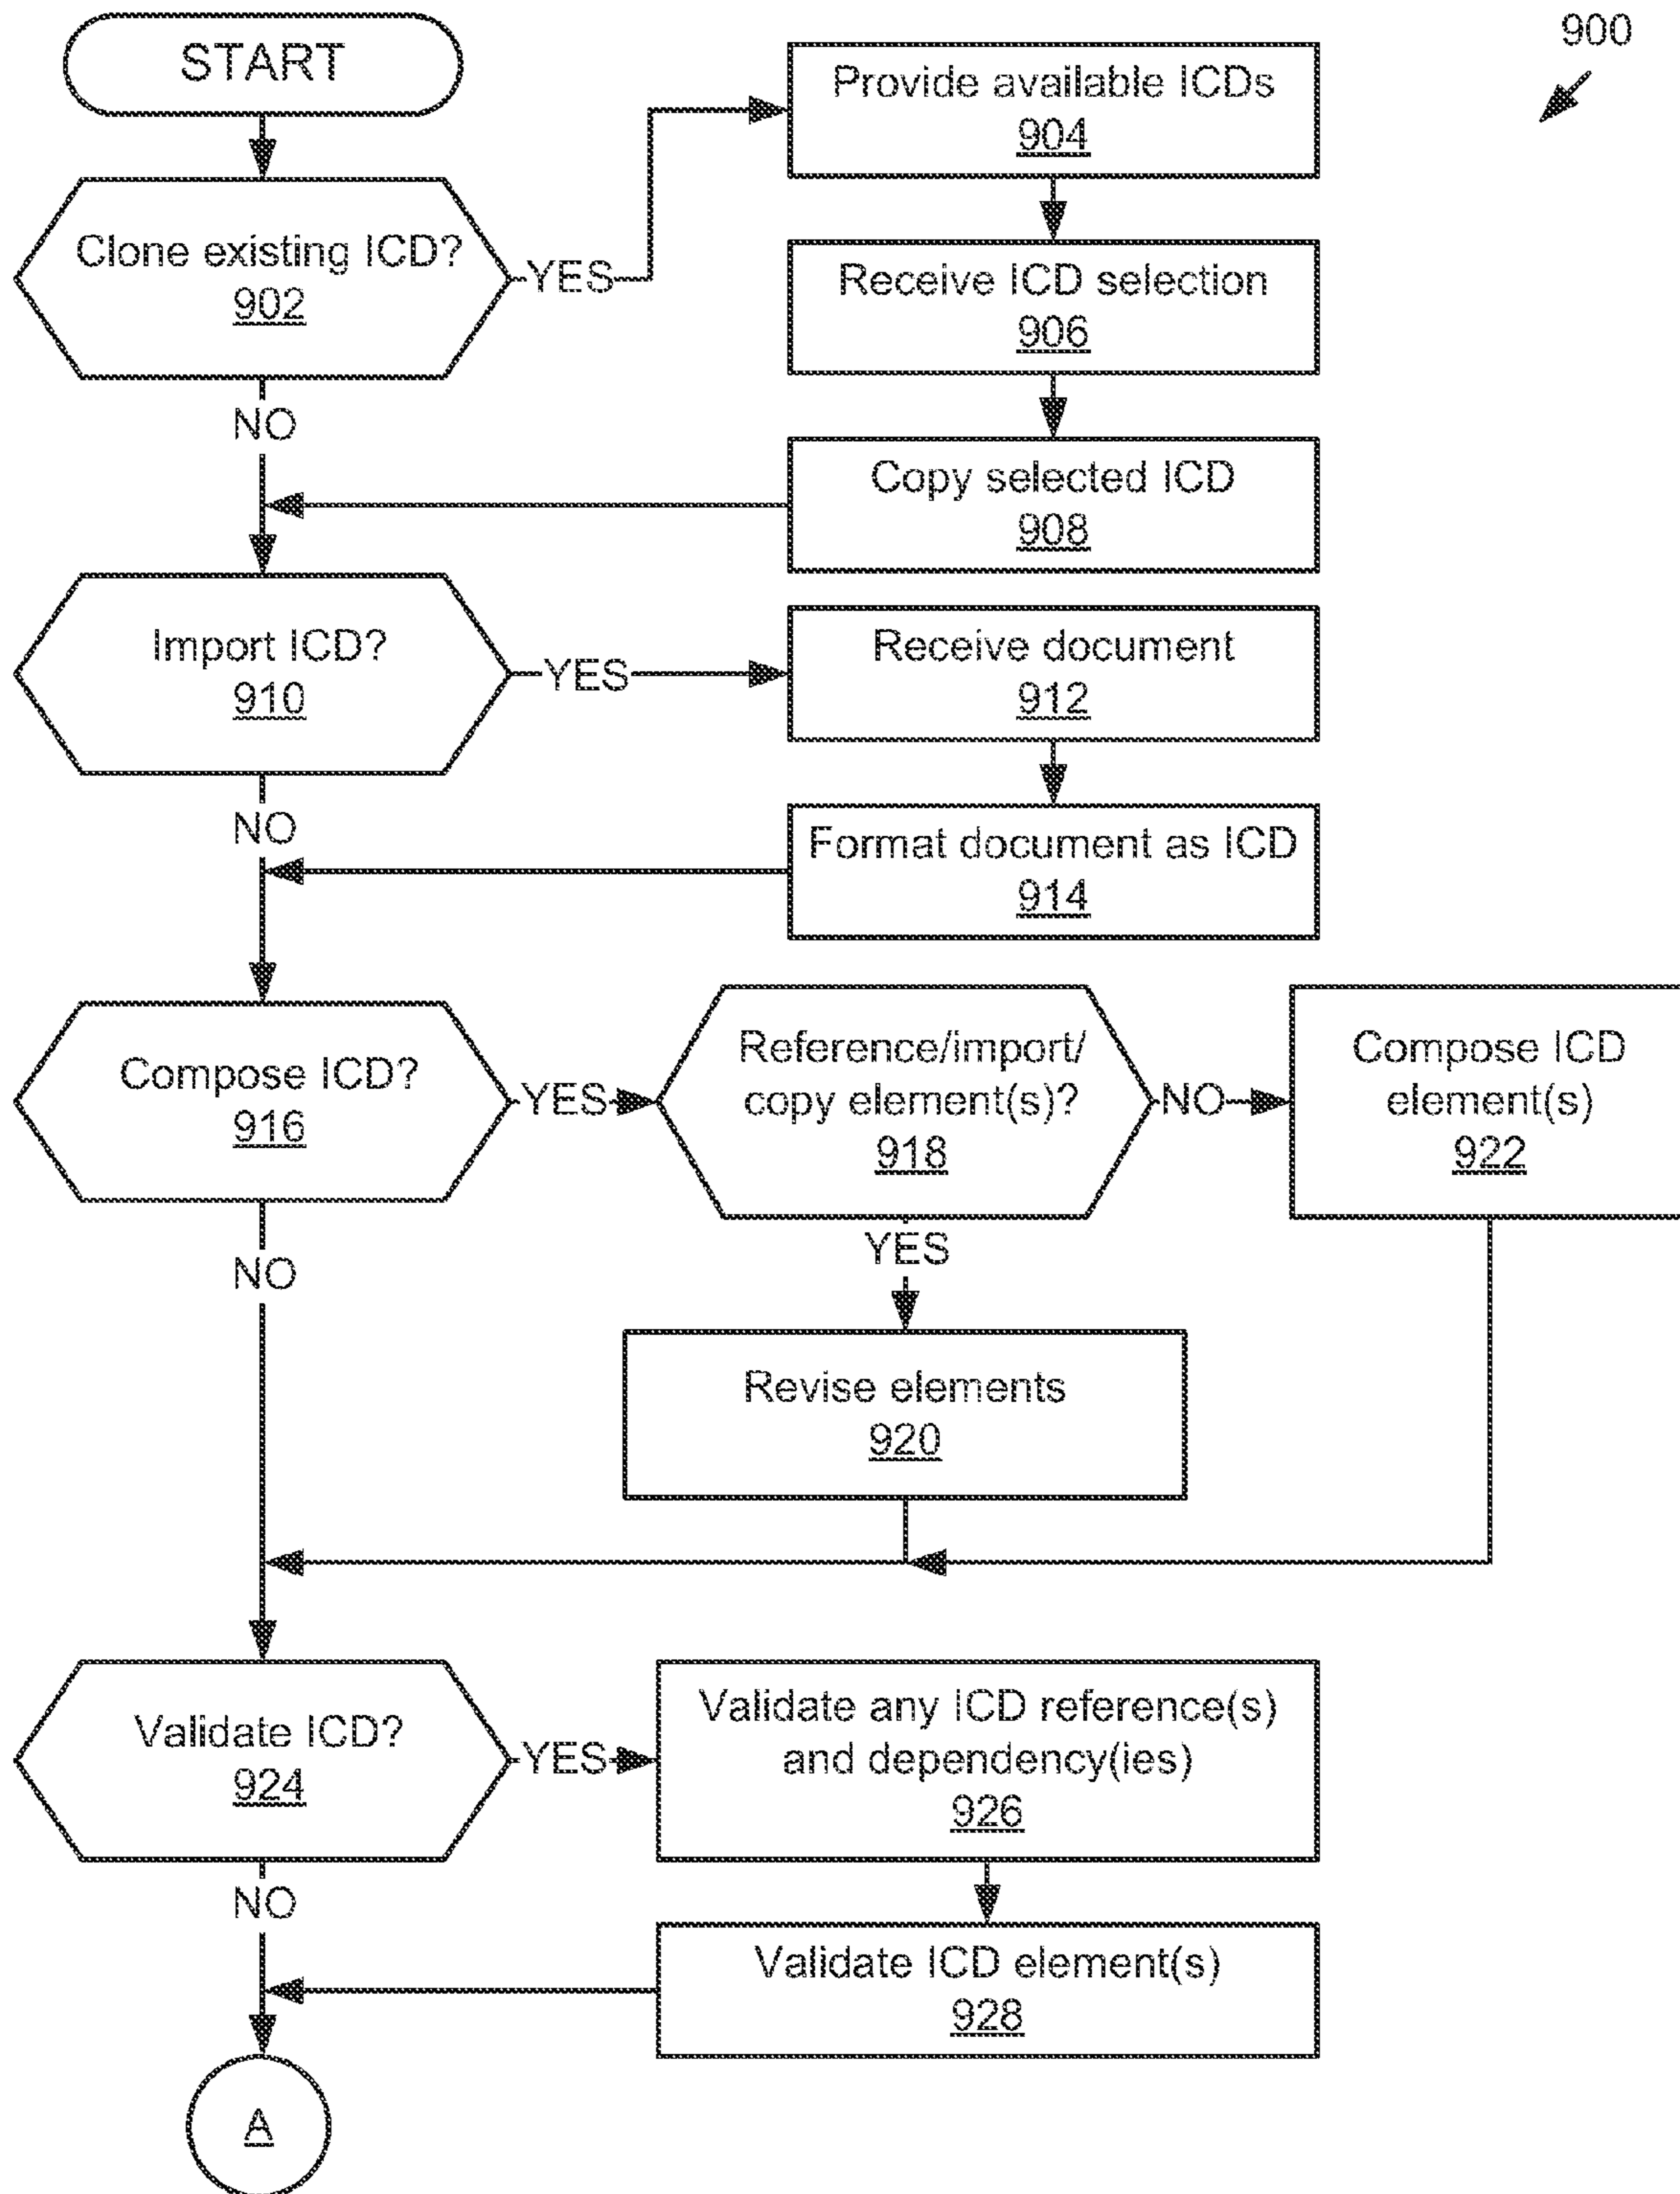 START
900
Provide available ICDs
904
Clone existing ICD?
902
YES
Receive ICD selection
906
NO
Copy selected ICD
908
Import ICD?
910
YES
Receive document
912
NO
Format document as ICD
914
Compose ICD?
916
YES
Reference/import/
copy element(s)?
918
NO
Compose ICD
element(s)
922
YES
NO
Revise elements
920
Validate ICD?
924
YES
Validate any ICD reference(s)
and dependency(ies)
926
NO
Validate ICD element(s)
928
A